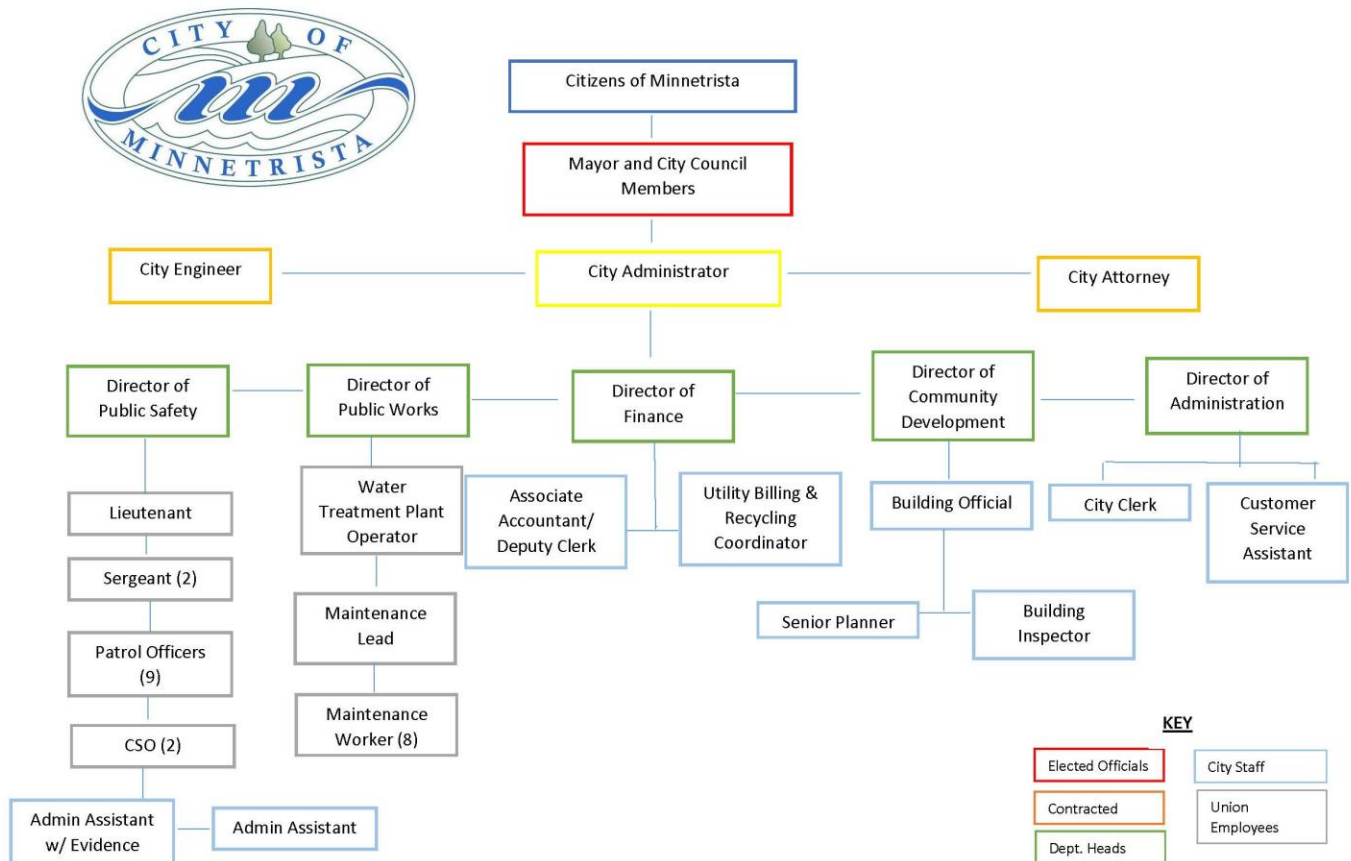 CITY OF
MINNETRISTA
Citizens of Minnetrista
Mayor and City Council
Members
City Engineer
City Administrator
City Attorney
Director of
Public Safety
Director of
Public Works
Director of
Finance
Director of
Community
Development
Director of
Administration
Lieutenant
Sergeant (2)
Patrol Officers
(9)
CSO (2)
Admin Assistant
w/ Evidence
Admin Assistant
Water
Treatment Plant
Operator
Maintenance
Lead
Maintenance
Worker (8)
Associate
Accountant/
Deputy Clerk
Utility Billing &
Recycling
Coordinator
Building Official
Senior Planner
Building
Inspector
City Clerk
Customer
Service
Assistant
KEY
Elected Officials
City Staff
Contracted
Union
Employees
Dept. Heads